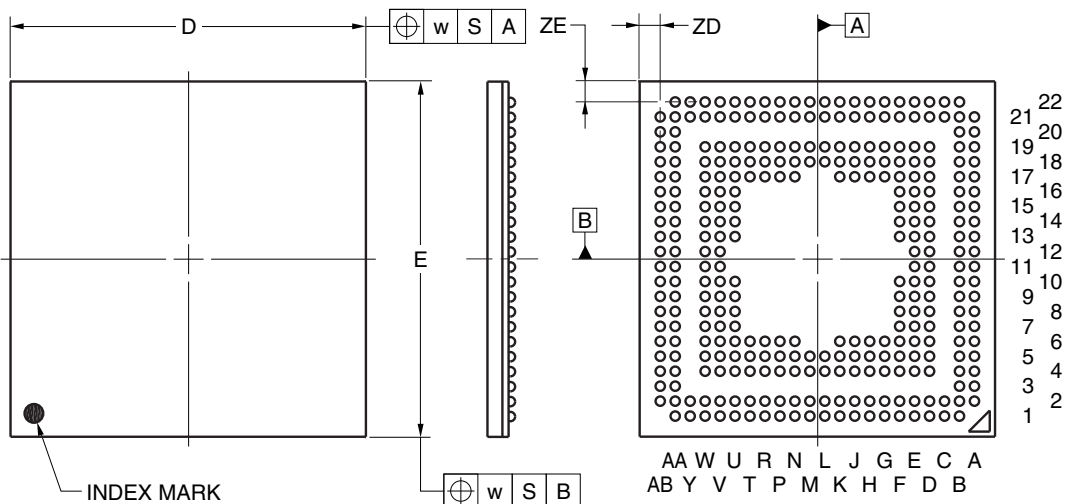 D
w S A
ZE
ZD
A
22
21
20
19
18
17
16
15
14
13
12
11
10
9
8
7
6
5
4
3
2
1
B
E
AA W U R N L J G E C A
AB Y V T P M K H F D B
INDEX MARK
w S B